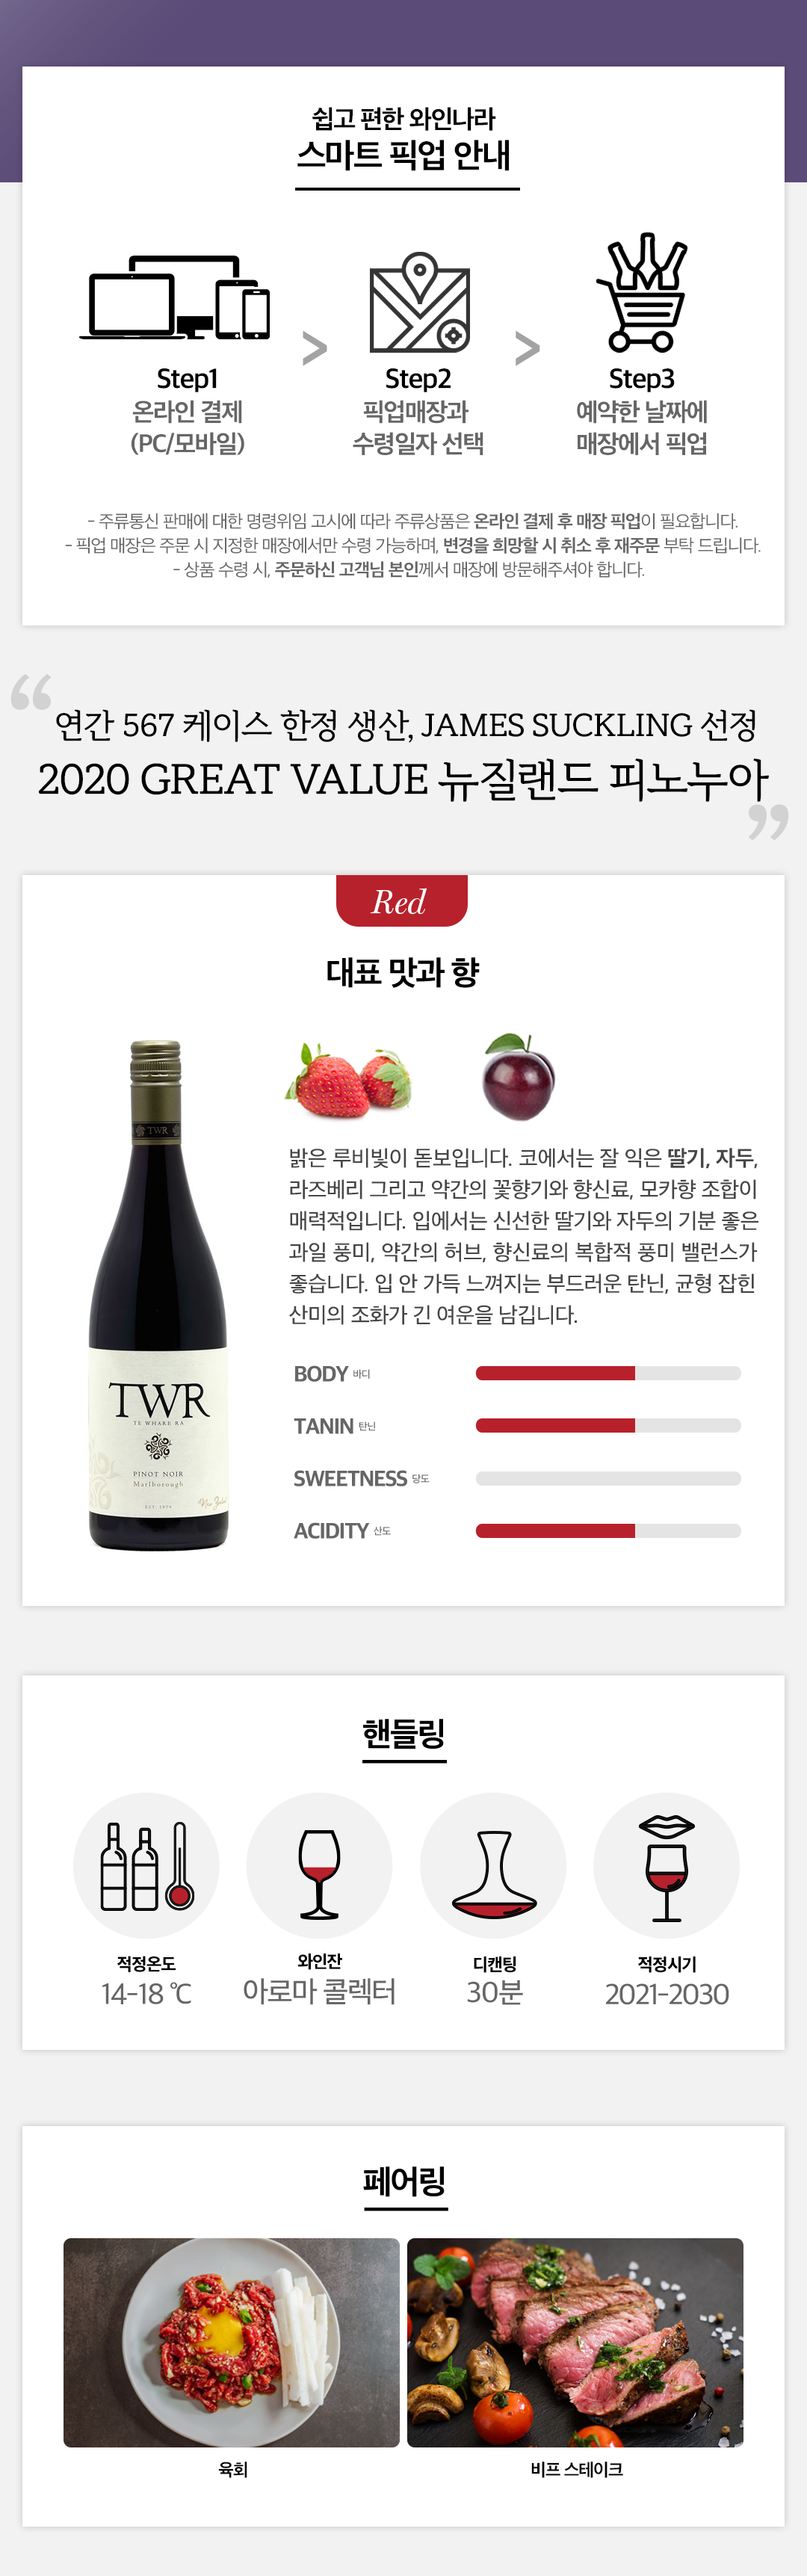 쉽고 편한 와인나라
스마트 픽업 안내
Step1
온라인 결제
(PC/모바일)
>
Step2
픽업매장과
수령일자 선택
>
Step3
예약한 날짜에
매장에서 픽업
- 주류통신 판매에 대한 명령위임 고시에 따라 주류상품은 온라인 결제 후 매장 픽업이 필요합니다.
- 픽업 매장은 주문 시 지정한 매장에서만 수령 가능하며, 변경을 희망할 시 취소 후 재주문 부탁 드립니다.
- 상품 수령 시, 주문하신 고객님 본인께서 매장에 방문해주셔야 합니다.
“ 연간 567 케이스 한정 생산, JAMES SUCKLING 선정
2020 GREAT VALUE 뉴질랜드 피노누아 ”
Red
대표 맛과 향
밝은 루비빛이 돋보입니다. 코에서는 잘 익은 딸기, 자두,
라즈베리 그리고 약간의 꽃향기와 향신료, 모카향 조합이
매력적입니다. 입에서는 신선한 딸기와 자두의 기분 좋은
과일 풍미, 약간의 허브, 향신료의 복합적 풍미 밸런스가
좋습니다. 입 안 가득 느껴지는 부드러운 탄닌, 균형 잡힌
산미의 조화가 긴 여운을 남깁니다.
TWR
TWR
TE WHARE RA
PINOT NOIR
Marlborough
EST 1979
New Zealand
BODY 바디
TANIN 탄닌
SWEETNESS 당도
ACIDITY 산도
핸들링
적정온도
14-18 ℃
와인잔
아로마 콜렉터
디캔팅
30분
적정시기
2021-2030
페어링
육회
비프 스테이크